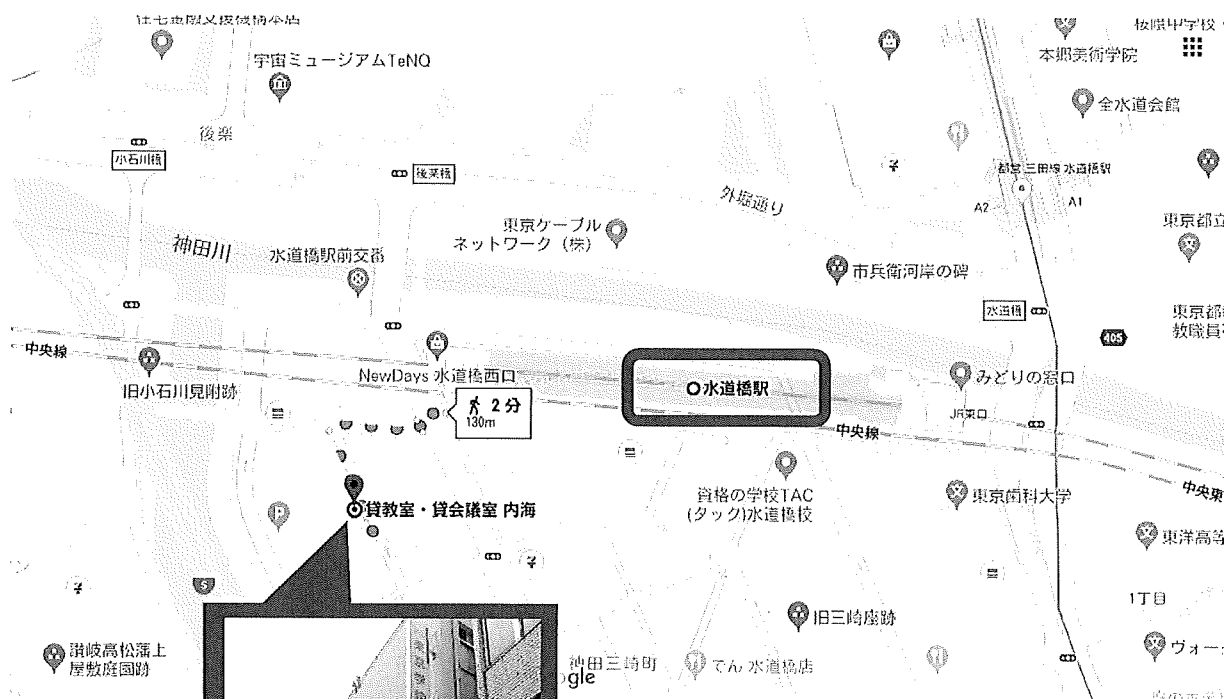 宇宙ミュージアムTeNQ
本郷美術学院
全水道会館
後楽
小石川橋
後楽橋
都営三田線 水道橋駅
A2
A1
外堀通り
東京ケーブル
ネットワーク(株)
神田川
水道橋駅前交番
市兵衛河岸の碑
東京都立
水道橋
405
中央線
旧小石川見附跡
NewDays 水道橋西口
2 分
130m
水道橋駅
みどりの窓口
JR東口
中央線
資格の学校TAC
(タック)水道橋校
東京歯科大学
中央東
貸教室・貸会議室 内海
P
東洋高等
5
1丁目
旧三崎座跡
讃岐高松藩上
屋敷庭園跡
神田三崎町
でん 水道橋店
ヴォー
gle